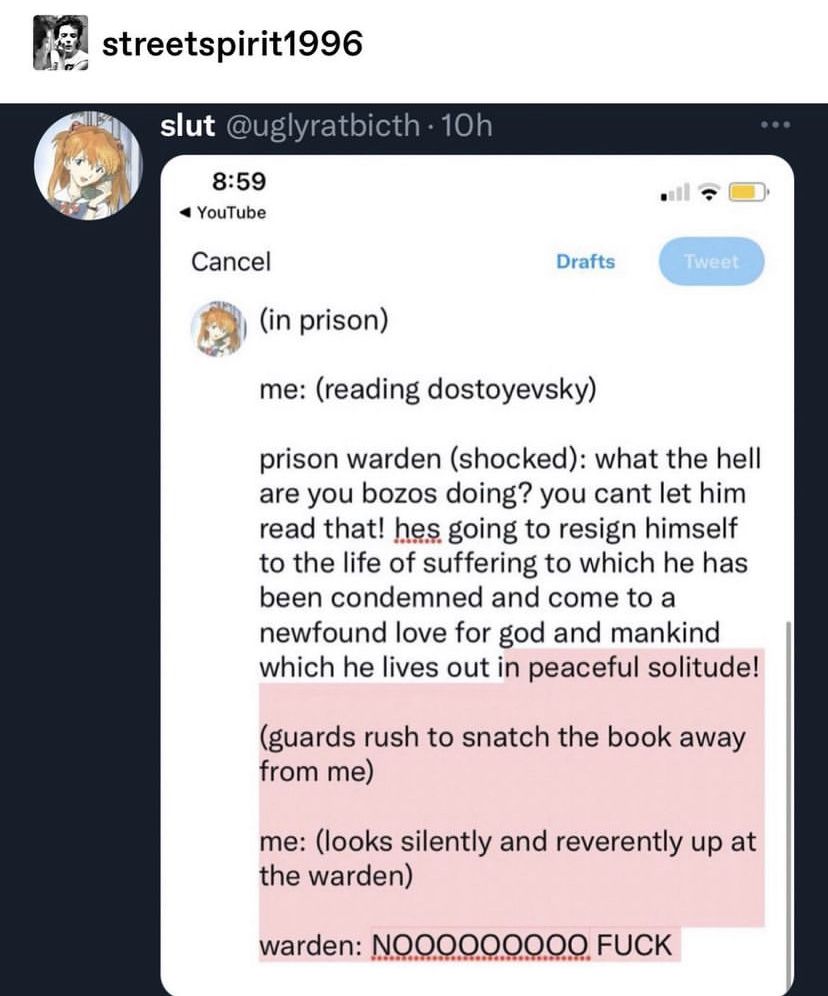 streetspirit1996
slut @uglyratbicth · 10h
8:59
◄ YouTube
Cancel Drafts Tweet
(in prison)
me: (reading dostoyevsky)
prison warden (shocked): what the hell
are you bozos doing? you cant let him
read that! hes going to resign himself
to the life of suffering to which he has
been condemned and come to a
newfound love for god and mankind
which he lives out in peaceful solitude!
(guards rush to snatch the book away
from me)
me: (looks silently and reverently up at
the warden)
warden: NOOOOOOOOOO FUCK